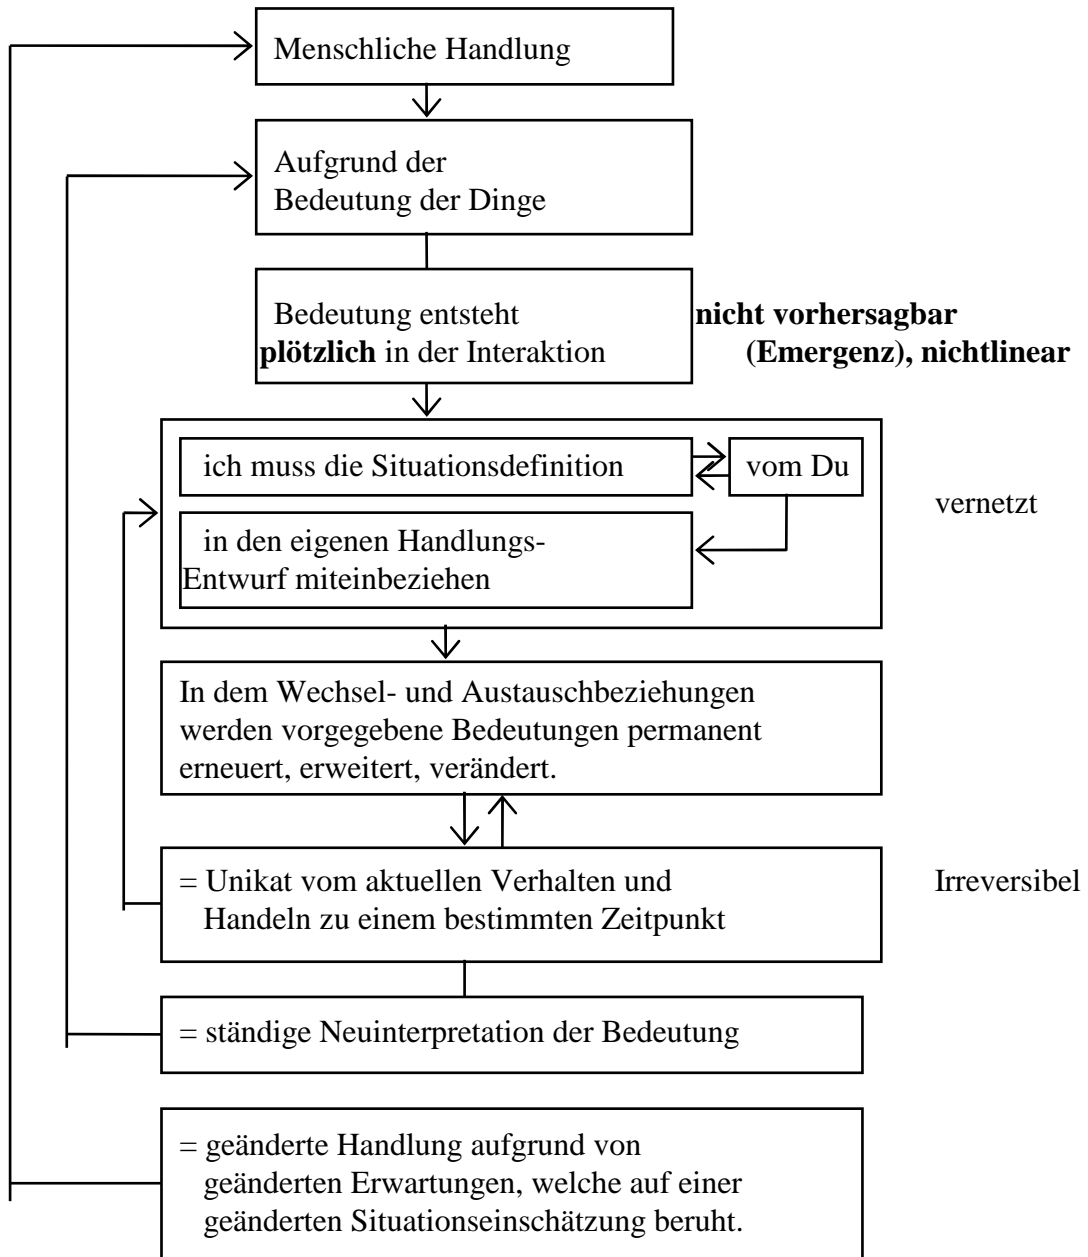 Menschliche Handlung
Aufgrund der
Bedeutung der Dinge
Bedeutung entsteht
plötzlich in der Interaktion
nicht vorhersagbar
(Emergenz), nichtlinear
ich muss die Situationsdefinition
vom Du
vernetzt
in den eigenen Handlungs-
Entwurf miteinbeziehen
In dem Wechsel- und Austauschbeziehungen
werden vorgegebene Bedeutungen permanent
erneuert, erweitert, verändert.
= Unikat vom aktuellen Verhalten und
Handeln zu einem bestimmten Zeitpunkt
Irreversibel
= ständige Neuinterpretation der Bedeutung
= geänderte Handlung aufgrund von
geänderten Erwartungen, welche auf einer
geänderten Situationseinschätzung beruht.